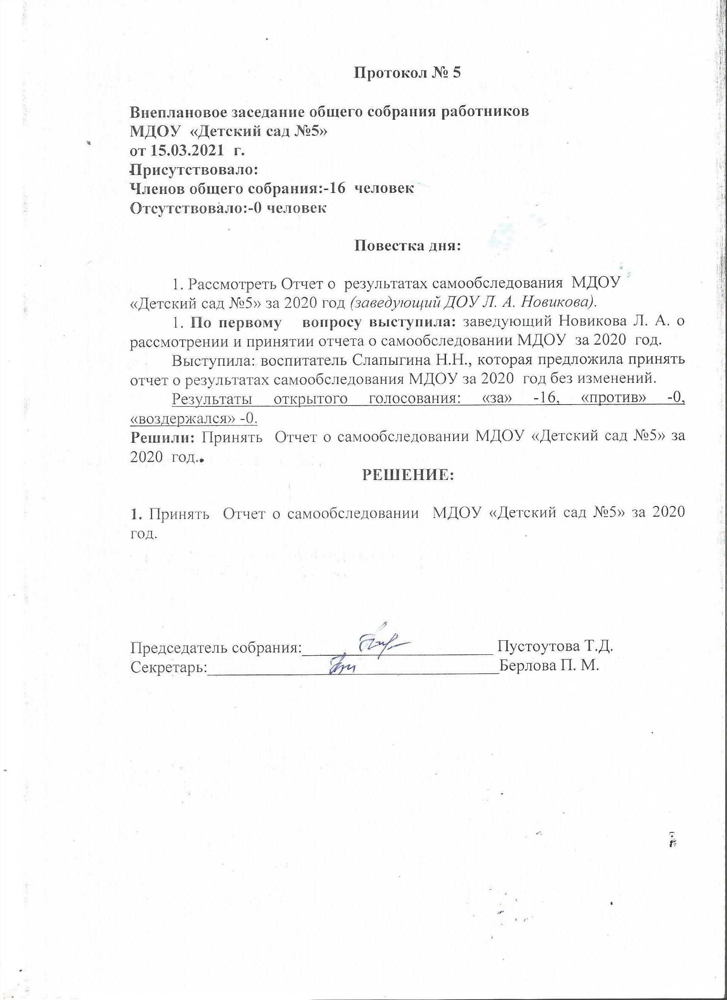 Протокол № 5
Внеплановое заседание общего собрания работников
МДОУ «Детский сад №5»
от 15.03.2021 г.
Присутствовало:
Членов общего собрания:-16 человек
Отсутствовало:-0 человек
Повестка дня:
1. Рассмотреть Отчет о результатах самообследования МДОУ
«Детский сад №5» за 2020 год (заведующий ДОУ Л. А. Новикова).
1. По первому вопросу выступила: заведующий Новикова Л. А. о
рассмотрении и принятии отчета о самообследовании МДОУ за 2020 год.
Выступила: воспитатель Слапыгина Н.Н., которая предложила принять
отчет о результатах самообследования МДОУ за 2020 год без изменений.
Результаты открытого голосования: «за» -16, «против» -0,
«воздержался» -0.
Решили: Принять Отчет о самообследовании МДОУ «Детский сад №5» за
2020 год..
РЕШЕНИЕ:
1. Принять Отчет о самообследовании МДОУ «Детский сад №5» за 2020
год.
Председатель собрания: Пустоутова Т.Д.
Секретарь: Берлова П. М.